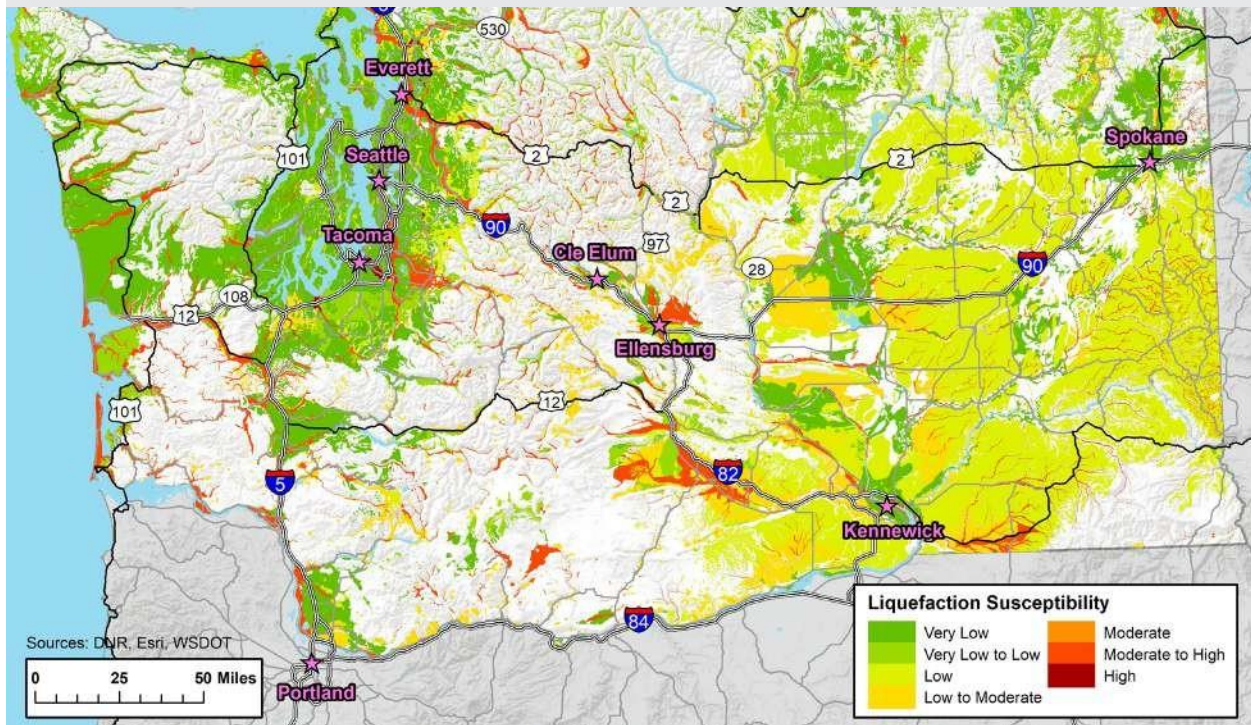 5
530
Everett
Spokane
101
2
2
Seattle
2
90
97
Tacoma
Cle Elum
28
90
108
12
Ellensburg
101
12
82
5
Kennewick
Liquefaction Susceptibility
Very Low
Very Low to Low
Low
Low to Moderate
Moderate
Moderate to High
High
84
Sources: DNR, Esri, WSDOT
0 25 50 Miles
Portland